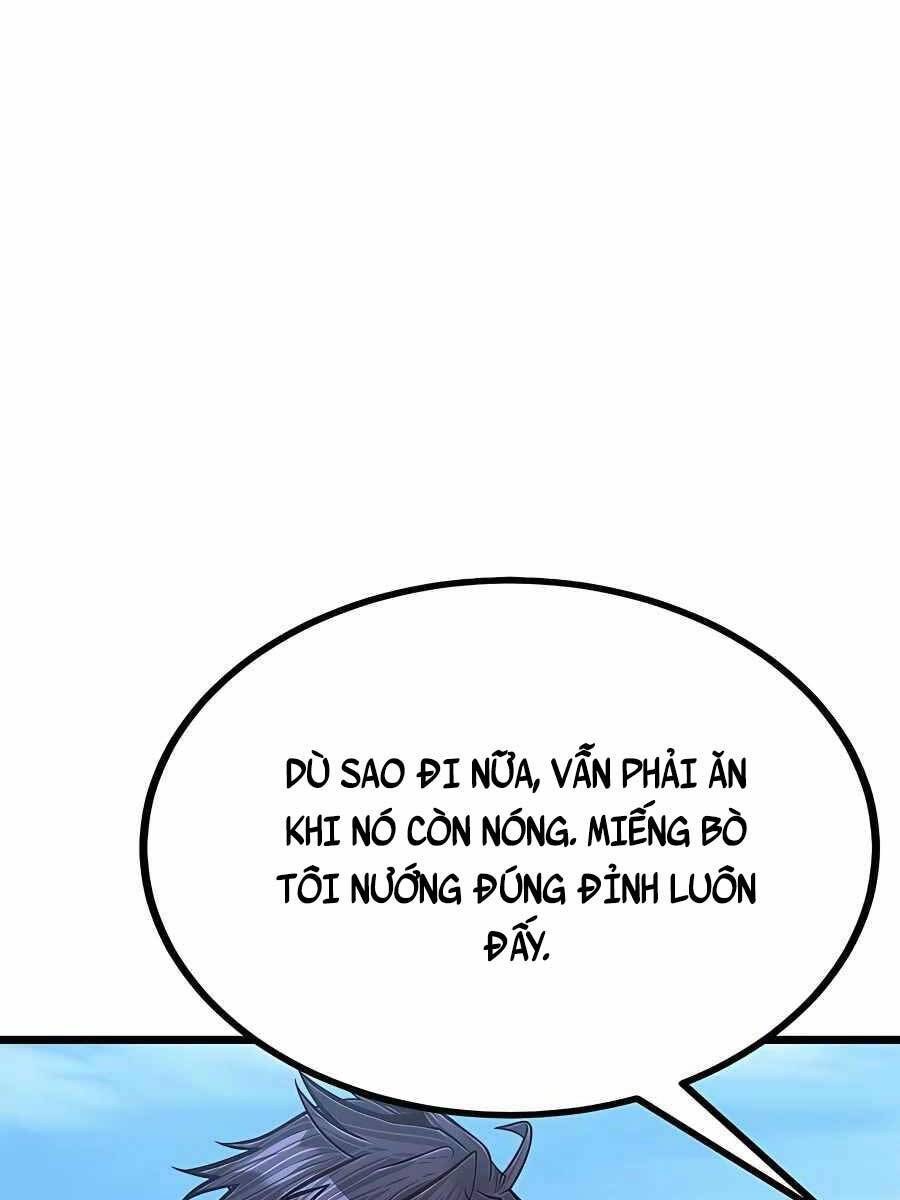 DÙ SAO ĐI NỮA, VẪN PHẢI ĂN
KHI NÓ CÒN NÓNG. MIẾNG BÒ
TÔI NƯỚNG ĐÚNG ĐỈNH LUÔN
ĐẤY.